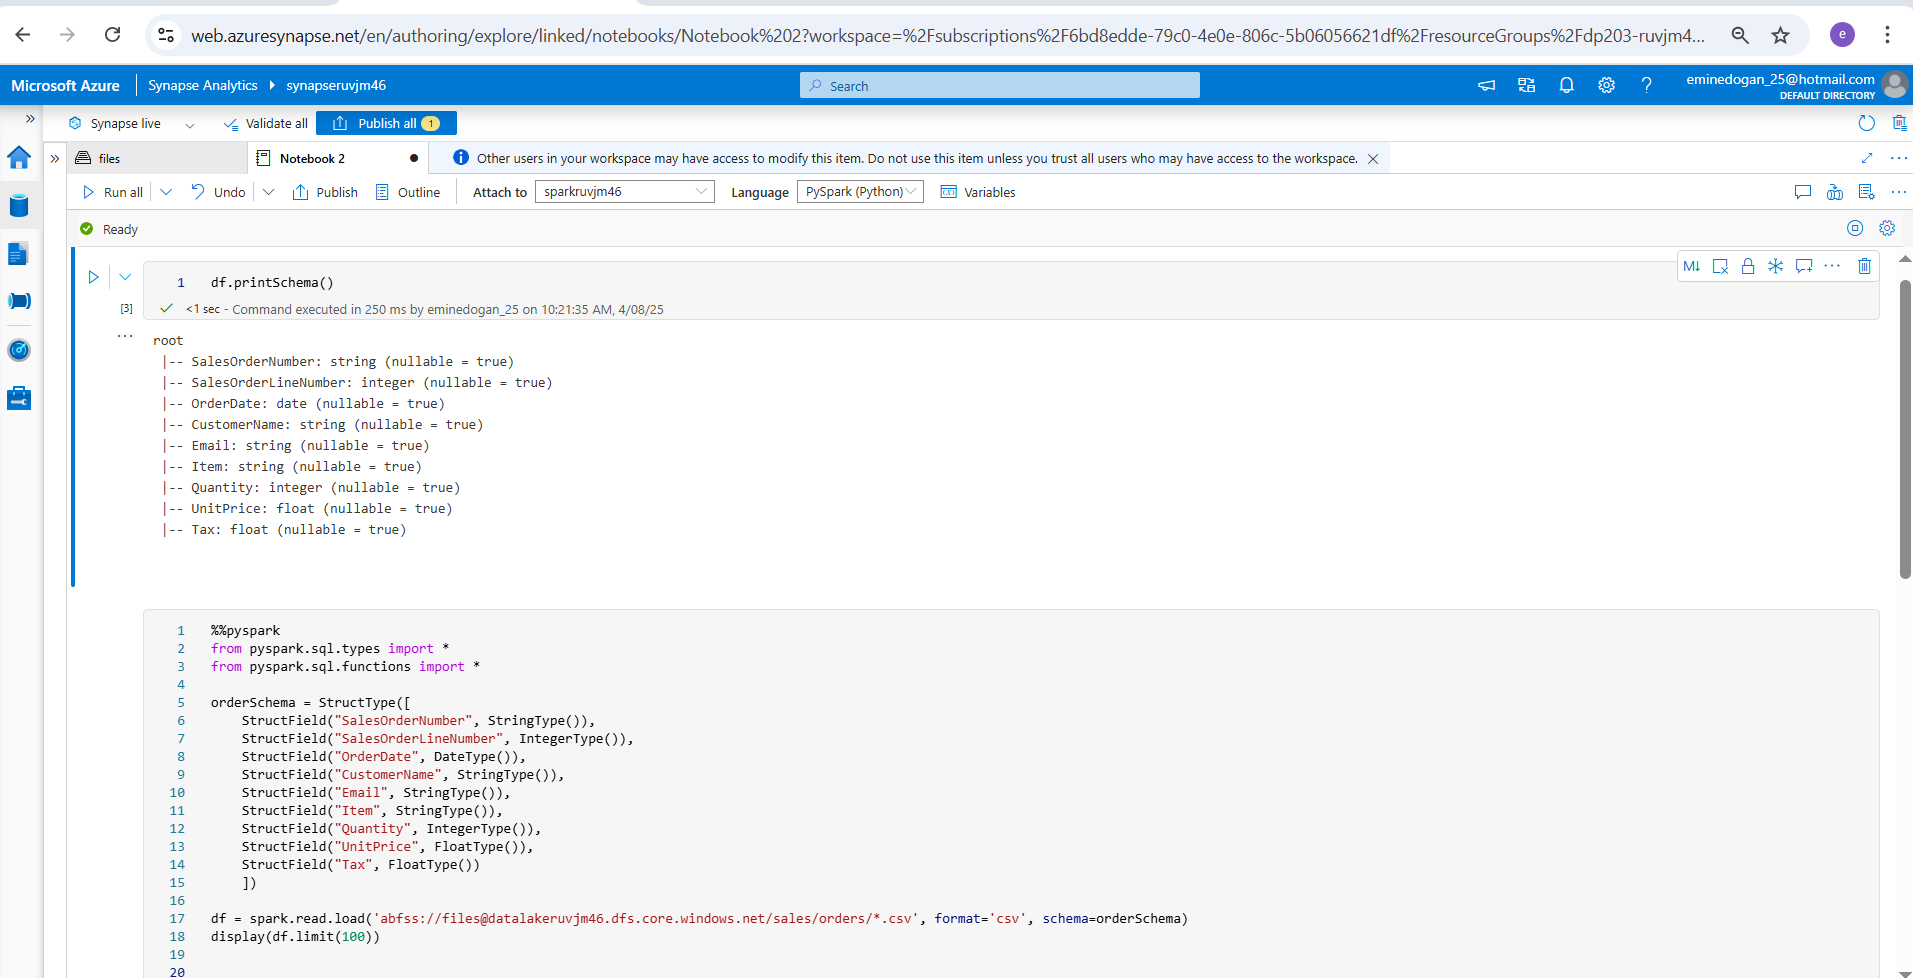 web.azuresynapse.net/en/authoring/explore/linked/notebooks/Notebook%202?workspace=%2Fsubscriptions%2F6bd8edde-79c0-4e0e-806c-5b06056621df%2FresourceGroups%2Fdp203-ruvjm4...
e
Microsoft Azure
Synapse Analytics
synapseruvjm46
Search
?
eminedogan_25@hotmail.com
DEFAULT DIRECTORY
Synapse live
Validate all
Publish all 1
files
Notebook 2
Other users in your workspace may have access to modify this item. Do not use this item unless you trust all users who may have access to the workspace.
Run all
Undo
Publish
Outline
Attach to
sparkruvjm46
Language
PySpark (Python)
Variables
Ready
M↓
1 df.printSchema()
[3]
<1 sec - Command executed in 250 ms by eminedogan_25 on 10:21:35 AM, 4/08/25
root
|-- SalesOrderNumber: string (nullable = true)
|-- SalesOrderLineNumber: integer (nullable = true)
|-- OrderDate: date (nullable = true)
|-- CustomerName: string (nullable = true)
|-- Email: string (nullable = true)
|-- Item: string (nullable = true)
|-- Quantity: integer (nullable = true)
|-- UnitPrice: float (nullable = true)
|-- Tax: float (nullable = true)
1 %%pyspark
2 from pyspark.sql.types import *
3 from pyspark.sql.functions import *
4
5 orderSchema = StructType([
6 StructField("SalesOrderNumber", StringType()),
7 StructField("SalesOrderLineNumber", IntegerType()),
8 StructField("OrderDate", DateType()),
9 StructField("CustomerName", StringType()),
10 StructField("Email", StringType()),
11 StructField("Item", StringType()),
12 StructField("Quantity", IntegerType()),
13 StructField("UnitPrice", FloatType()),
14 StructField("Tax", FloatType())
15 ])
16
17 df = spark.read.load('abfss://files@datalakeruvjm46.dfs.core.windows.net/sales/orders/*.csv', format='csv', schema=orderSchema)
18 display(df.limit(100))
19
20